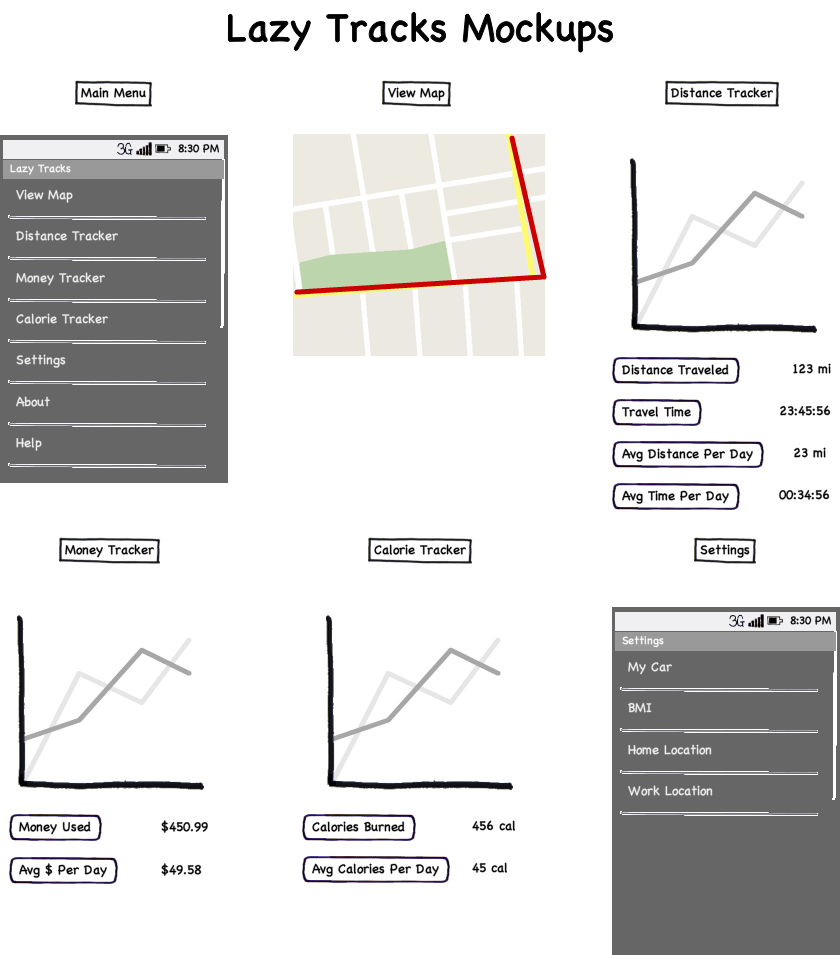 Lazy Tracks Mockups
Main Menu
3G 8:30 PM
Lazy Tracks
View Map
Distance Tracker
Money Tracker
Calorie Tracker
Settings
About
Help
View Map
Distance Tracker
Distance Traveled 123 mi
Travel Time 23:45:56
Avg Distance Per Day 23 mi
Avg Time Per Day 00:34:56
Money Tracker
Money Used $450.99
Avg $ Per Day $49.58
Calorie Tracker
Calories Burned 456 cal
Avg Calories Per Day 45 cal
Settings
3G 8:30 PM
Settings
My Car
BMI
Home Location
Work Location